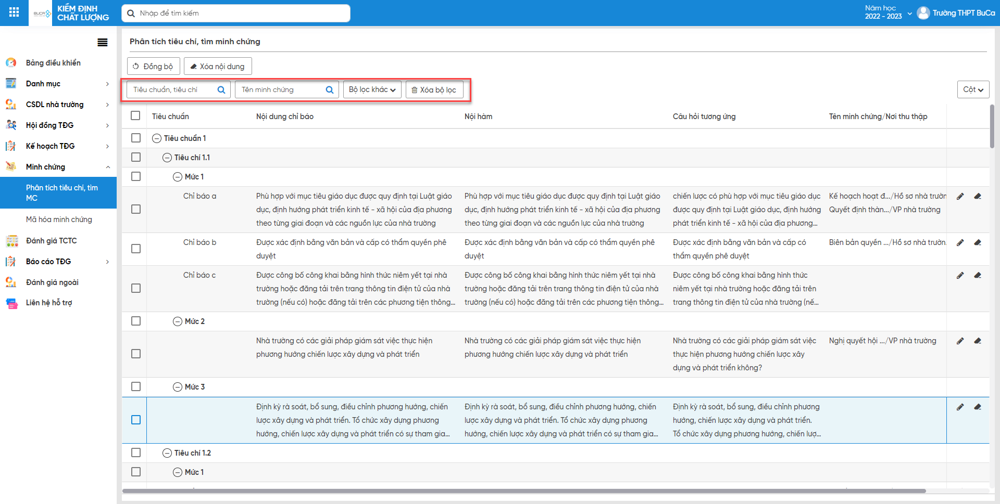 BUCA
KIỂM ĐỊNH
CHẤT LƯỢNG
Nhập để tìm kiếm
Năm học
2022 - 2023
Trường THPT BuCa
Bảng điều khiển
Danh mục
CSDL nhà trường
Hội đồng TĐG
Kế hoạch TĐG
Minh chứng
Phân tích tiêu chí, tìm
MC
Mã hóa minh chứng
Đánh giá TCTC
Báo cáo TĐG
Đánh giá ngoài
Liên hệ hỗ trợ
Phân tích tiêu chí, tìm minh chứng
Đồng bộ
Xóa nội dung
Tiêu chuẩn, tiêu chí
Tên minh chứng
Bộ lọc khác
Xóa bộ lọc
Cột
Tiêu chuẩn
Nội dung chỉ báo
Nội hàm
Câu hỏi tương ứng
Tên minh chứng/Nơi thu thập
Tiêu chuẩn 1
Tiêu chí 1.1
Mức 1
Chỉ báo a
Phù hợp với mục tiêu giáo dục được quy định tại Luật giáo
dục, định hướng phát triển kinh tế - xã hội của địa phương
theo từng giai đoạn và các nguồn lực của nhà trường
Phù hợp với mục tiêu giáo dục được quy định tại Luật giáo
dục, định hướng phát triển kinh tế - xã hội của địa phương
theo từng giai đoạn và các nguồn lực của nhà trường
chiến lược có phù hợp với mục tiêu giáo dục
được quy định tại Luật giáo dục, định hướng
phát triển kinh tế - xã hội của địa phương...
Kế hoạch hoạt đ.../Hồ sơ nhà trườn
Quyết định thàn.../VP nhà trường
Chỉ báo b
Được xác định bằng văn bản và cấp có thẩm quyền phê
duyệt
Được xác định bằng văn bản và cấp có thẩm quyền phê
duyệt
Được xác định bằng văn bản và cấp có
thẩm quyền phê duyệt
Biên bản quyền .../Hồ sơ nhà trườn.
Chỉ báo c
Được công bố công khai bằng hình thức niêm yết tại nhà
trường hoặc đăng tải trên trang thông tin điện tử của nhà
trường (nếu có) hoặc đăng tải trên các phương tiện thông...
Được công bố công khai bằng hình thức niêm yết tại nhà
trường hoặc đăng tải trên trang thông tin điện tử của nhà
trường (nếu có) hoặc đăng tải trên các phương tiện thông...
Được công bố công khai bằng hình thức
niêm yết tại nhà trường hoặc đăng tải trên
trang thông tin điện tử của nhà trường (nế...
Mức 2
Nhà trường có các giải pháp giám sát việc thực hiện
phương hướng chiến lược xây dựng và phát triển
Nhà trường có các giải pháp giám sát việc thực hiện
phương hướng chiến lược xây dựng và phát triển
Nhà trường có các giải pháp giám sát việc
thực hiện phương hướng chiến lược xây
dựng và phát triển không?
Nghị quyết hội .../VP nhà trường
Mức 3
Định kỳ rà soát, bổ sung, điều chỉnh phương hướng, chiến
lược xây dựng và phát triển. Tổ chức xây dựng phương
hướng, chiến lược xây dựng và phát triển có sự tham gia...
Định kỳ rà soát, bổ sung, điều chỉnh phương hướng, chiến
lược xây dựng và phát triển. Tổ chức xây dựng phương
hướng, chiến lược xây dựng và phát triển có sự tham gia...
Định kỳ rà soát, bổ sung, điều chỉnh phương
hướng, chiến lược xây dựng và phát triển.
Tổ chức xây dựng phương hướng, chiến lượ...
Tiêu chí 1.2
Mức 1